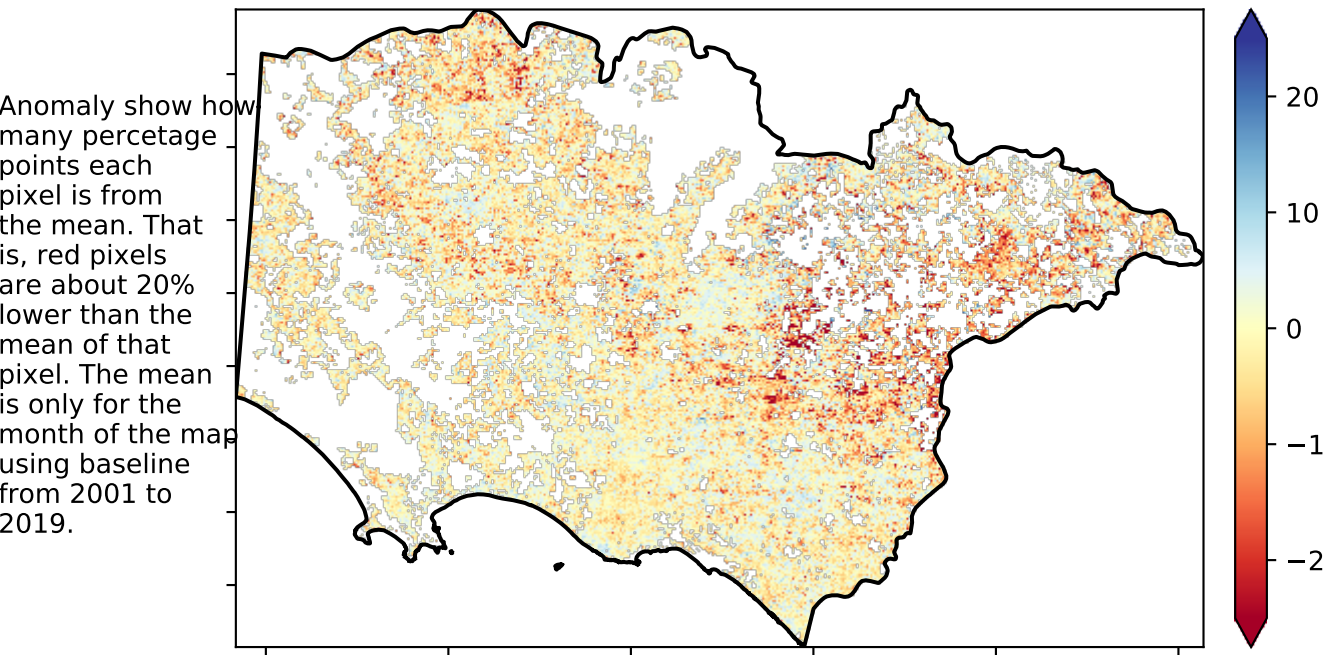 Anomaly show how
many percetage
points each
pixel is from
the mean. That
is, red pixels
are about 20%
lower than the
mean of that
pixel. The mean
is only for the
month of the map
using baseline
from 2001 to
2019.
20
10
0
−1
−2